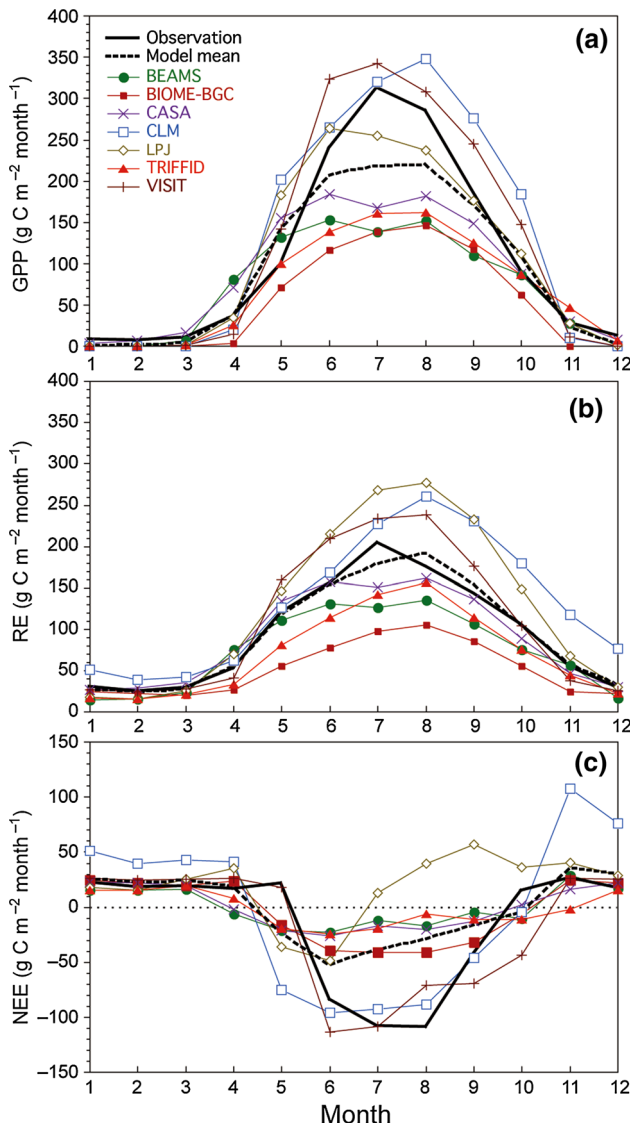 400
350
300
250
200
150
100
50
0
GPP (g C m⁻² month⁻¹)
(a)
Observation
Model mean
BEAMS
BIOME-BGC
CASA
CLM
LPJ
TRIFFID
VISIT
1 2 3 4 5 6 7 8 9 10 11 12
400
350
300
250
200
150
100
50
0
RE (g C m⁻² month⁻¹)
(b)
1 2 3 4 5 6 7 8 9 10 11 12
150
100
50
0
−50
−100
−150
NEE (g C m⁻² month⁻¹)
(c)
1 2 3 4 5 6 7 8 9 10 11 12
Month